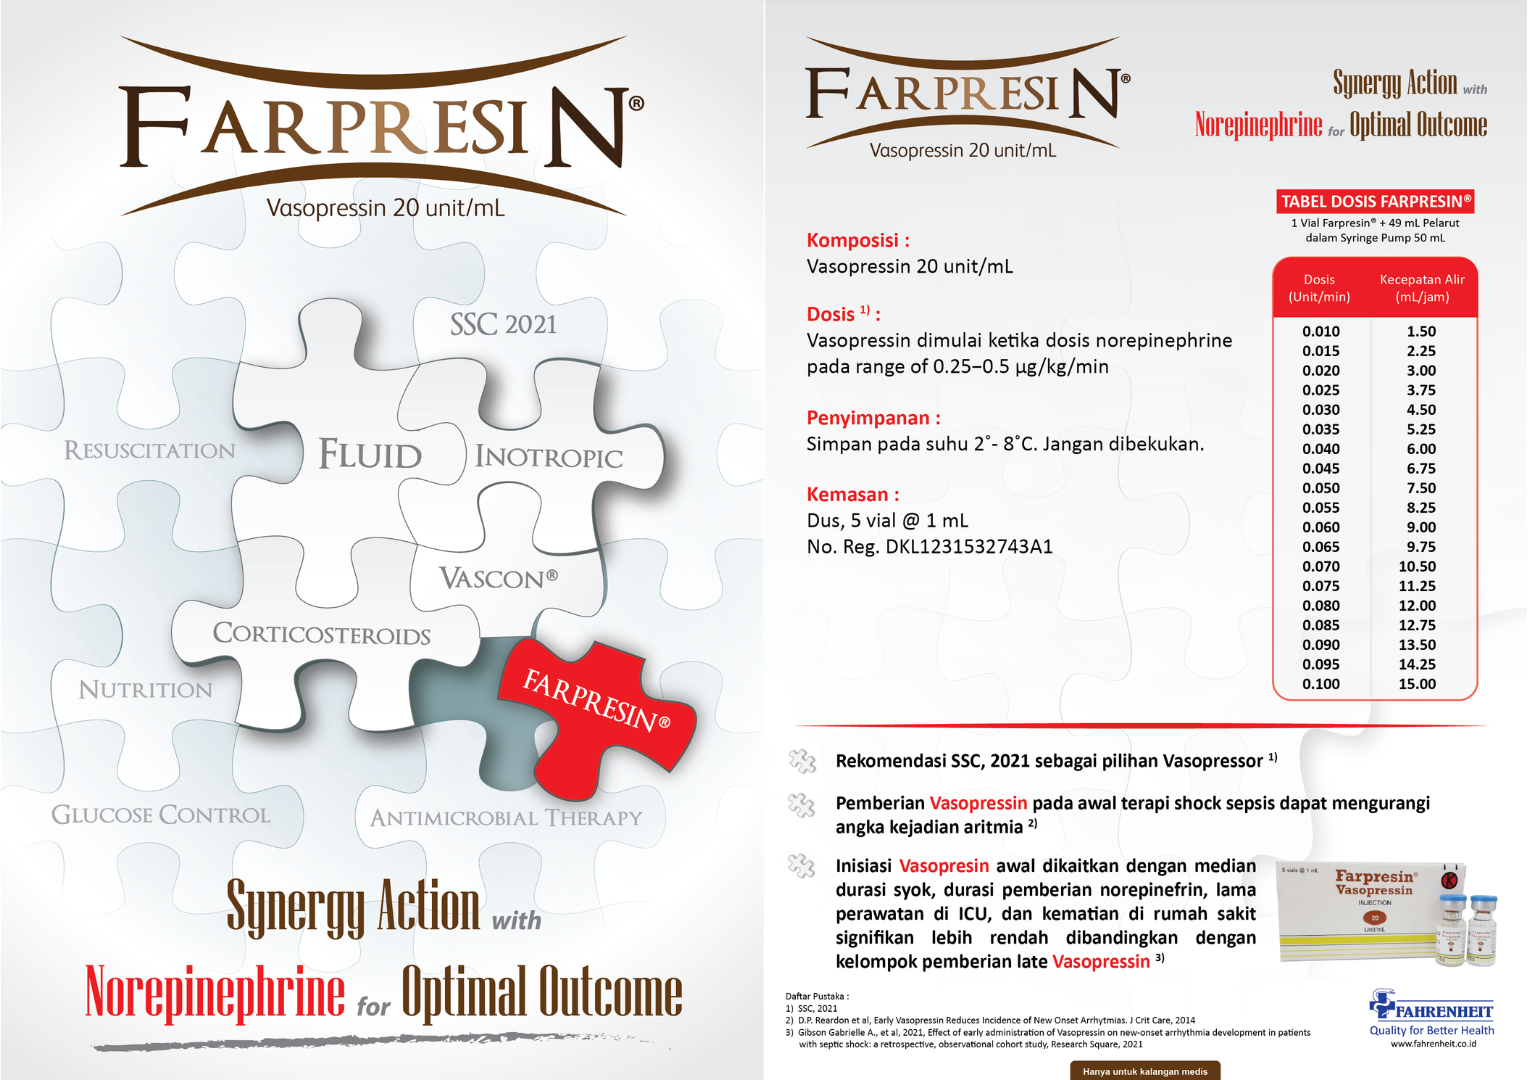 FARPRESIN®
Vasopressin 20 unit/mL
SSC 2021
RESUSCITATION
FLUID
INOTROPIC
VASCON®
CORTICOSTEROIDS
NUTRITION
FARPRESIN®
GLUCOSE CONTROL
ANTIMICROBIAL THERAPY
Synergy Action with
Norepinephrine for Optimal Outcome
FARPRESIN®
Vasopressin 20 unit/mL
Synergy Action with
Norepinephrine for Optimal Outcome
Komposisi :
Vasopressin 20 unit/mL
Dosis 1) :
Vasopressin dimulai ketika dosis norepinephrine
pada range of 0.25–0.5 µg/kg/min
Penyimpanan :
Simpan pada suhu 2˚- 8˚C. Jangan dibekukan.
Kemasan :
Dus, 5 vial @ 1 mL
No. Reg. DKL1231532743A1
TABEL DOSIS FARPRESIN®
1 Vial Farpresin® + 49 mL Pelarut
dalam Syringe Pump 50 mL
Dosis Kecepatan Alir
(Unit/min) (mL/jam)
0.010 1.50
0.015 2.25
0.020 3.00
0.025 3.75
0.030 4.50
0.035 5.25
0.040 6.00
0.045 6.75
0.050 7.50
0.055 8.25
0.060 9.00
0.065 9.75
0.070 10.50
0.075 11.25
0.080 12.00
0.085 12.75
0.090 13.50
0.095 14.25
0.100 15.00
Rekomendasi SSC, 2021 sebagai pilihan Vasopressor 1)
Pemberian Vasopressin pada awal terapi shock sepsis dapat mengurangi
angka kejadian aritmia 2)
Inisiasi Vasopresin awal dikaitkan dengan median
durasi syok, durasi pemberian norepinefrin, lama
perawatan di ICU, dan kematian di rumah sakit
signifikan lebih rendah dibandingkan dengan
kelompok pemberian late Vasopressin 3)
5 vials @ 1 mL
Farpresin®
Vasopressin
INJECTION
20
Unit/mL
K
Daftar Pustaka :
1) SSC, 2021
2) D.P. Reardon et al, Early Vasopressin Reduces Incidence of New Onset Arrhytmias. J Crit Care, 2014
3) Gibson Gabrielle A., et al, 2021, Effect of early administration of Vasopressin on new-onset arrhythmia development in patients
with septic shock: a retrospective, observational cohort study, Research Square, 2021
FAHRENHEIT
Quality for Better Health
www.fahrenheit.co.id
Hanya untuk kalangan medis